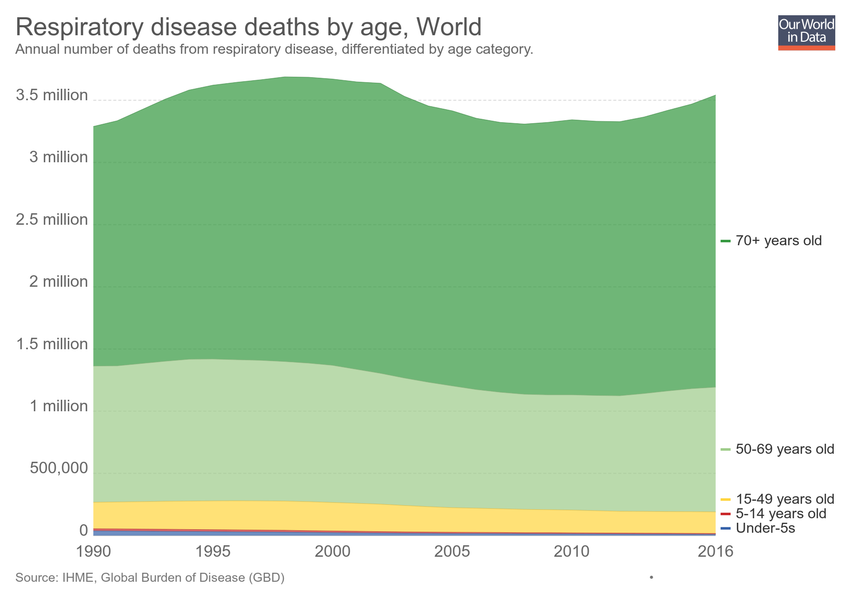 Respiratory disease deaths by age, World
Annual number of deaths from respiratory disease, differentiated by age category.
Our World
in Data
3.5 million
3 million
2.5 million
2 million
1.5 million
1 million
500,000
0
1990
1995
2000
2005
2010
2016
70+ years old
50-69 years old
15-49 years old
5-14 years old
Under-5s
Source: IHME, Global Burden of Disease (GBD)